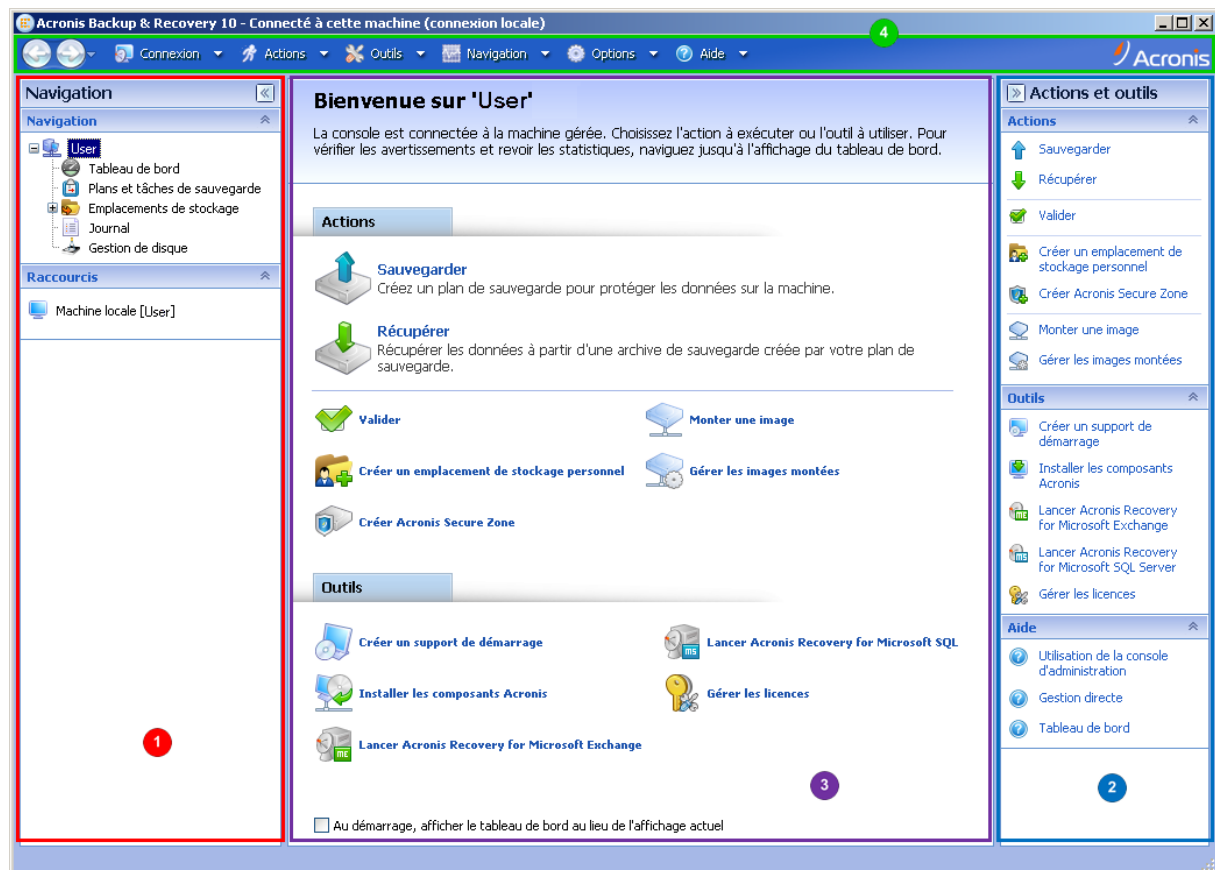 Acronis Backup & Recovery 10 - Connecté à cette machine (connexion locale)
4
Connexion Actions Outils Navigation Options Aide
Acronis
Navigation
Navigation
User
Tableau de bord
Plans et tâches de sauvegarde
Emplacements de stockage
Journal
Gestion de disque
Raccourcis
Machine locale [User]
1
Bienvenue sur 'User'
La console est connectée à la machine gérée. Choisissez l'action à exécuter ou l'outil à utiliser. Pour
vérifier les avertissements et revoir les statistiques, naviguez jusqu'à l'affichage du tableau de bord.
Actions
Sauvegarder
Créez un plan de sauvegarde pour protéger les données sur la machine.
Récupérer
Récupérer les données à partir d'une archive de sauvegarde créée par votre plan de
sauvegarde.
Valider
Monter une image
Créer un emplacement de stockage personnel
Gérer les images montées
Créer Acronis Secure Zone
Outils
Créer un support de démarrage
Lancer Acronis Recovery for Microsoft SQL
MS
Installer les composants Acronis
Gérer les licences
Lancer Acronis Recovery for Microsoft Exchange
ME
3
Au démarrage, afficher le tableau de bord au lieu de l'affichage actuel
Actions et outils
Actions
Sauvegarder
Récupérer
Valider
Créer un emplacement de
stockage personnel
Créer Acronis Secure Zone
Monter une image
Gérer les images montées
Outils
Créer un support de
démarrage
Installer les composants
Acronis
Lancer Acronis Recovery
for Microsoft Exchange
ME
Lancer Acronis Recovery
for Microsoft SQL Server
MS
Gérer les licences
Aide
Utilisation de la console
d'administration
Gestion directe
Tableau de bord
2